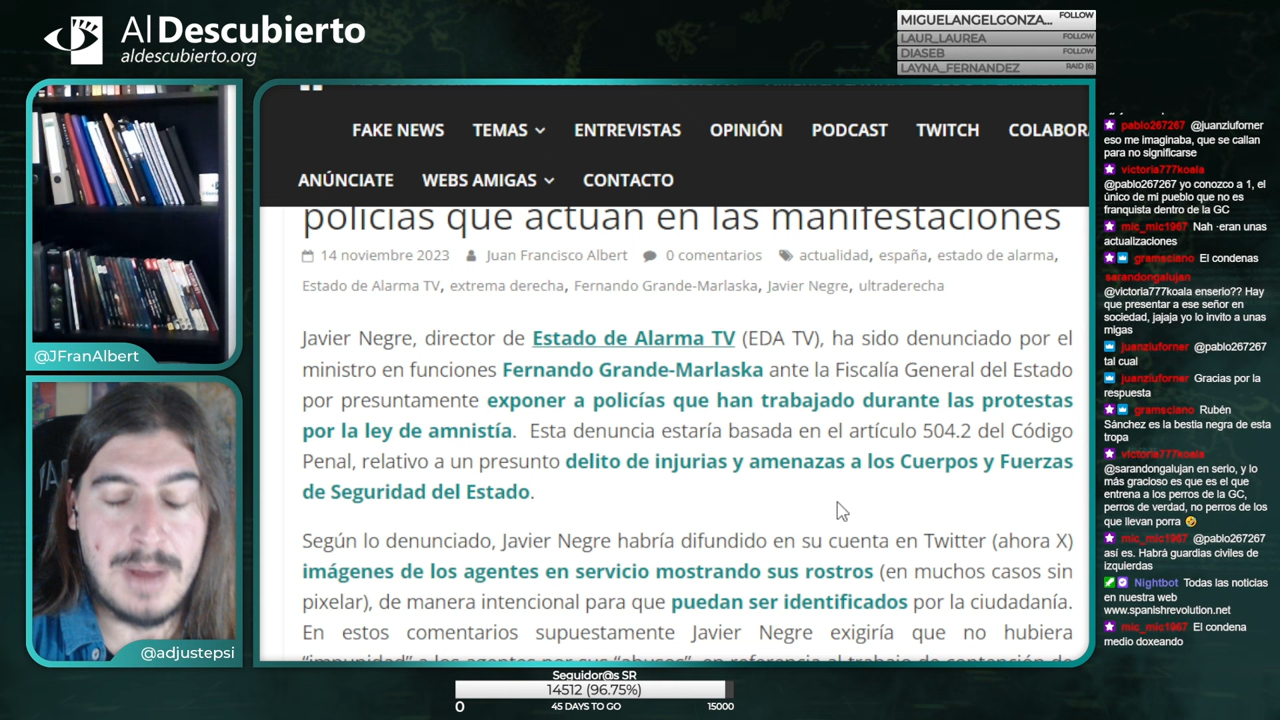 Al Descubierto
aldescubierto.org
MIGUELANGELGONZA... FOLLOW
LAUR_LAUREA FOLLOW
DIASEB FOLLOW
LAYNA_FERNANDEZ RAID (6)
FAKE NEWS TEMAS ENTREVISTAS OPINIÓN PODCAST TWITCH COLABORA
ANÚNCIATE WEBS AMIGAS CONTACTO
policías que actúan en las manifestaciones
14 noviembre 2023 Juan Francisco Albert 0 comentarios actualidad, españa, estado de alarma,
Estado de Alarma TV, extrema derecha, Fernando Grande-Marlaska, Javier Negre, ultraderecha
Javier Negre, director de Estado de Alarma TV (EDA TV), ha sido denunciado por el
ministro en funciones Fernando Grande-Marlaska ante la Fiscalía General del Estado
por presuntamente exponer a policías que han trabajado durante las protestas
por la ley de amnistía. Esta denuncia estaría basada en el artículo 504.2 del Código
Penal, relativo a un presunto delito de injurias y amenazas a los Cuerpos y Fuerzas
de Seguridad del Estado.
Según lo denunciado, Javier Negre habría difundido en su cuenta en Twitter (ahora X)
imágenes de los agentes en servicio mostrando sus rostros (en muchos casos sin
pixelar), de manera intencional para que puedan ser identificados por la ciudadanía.
En estos comentarios supuestamente Javier Negre exigiría que no hubiera
"impunidad" a los agentes por sus "abusos", en referencia al trabajo de contención de
@JFranAlbert
@adjustepsi
pablo267267 @juanziuforner
eso me imaginaba, que se callan
para no significarse
victoria777koala
@pablo267267 yo conozco a 1, el
único de mi pueblo que no es
franquista dentro de la GC
mic_mic1967 Nah ·eran unas
actualizaciones
gramsciano El condenas
sarandongalujan
@victoria777koala enserio?? Hay
que presentar a ese señor en
sociedad, jajaja yo lo invito a unas
migas
juanziuforner @pablo267267
tal cual
juanziuforner Gracias por la
respuesta
gramsciano Rubén
Sánchez es la bestia negra de esta
tropa
victoria777koala
@sarandongalujan en serio, y lo
más gracioso es que es el que
entrena a los perros de la GC,
perros de verdad, no perros de los
que llevan porra 🤣
mic_mic1967 @pablo267267
así es. Habrá guardias civiles de
izquierdas
Nightbot Todas las noticias
en nuestra web
www.spanishrevolution.net
mic_mic1967 El condena
medio doxeando
Seguidor@s SR
14512 (96.75%)
0 45 DAYS TO GO 15000